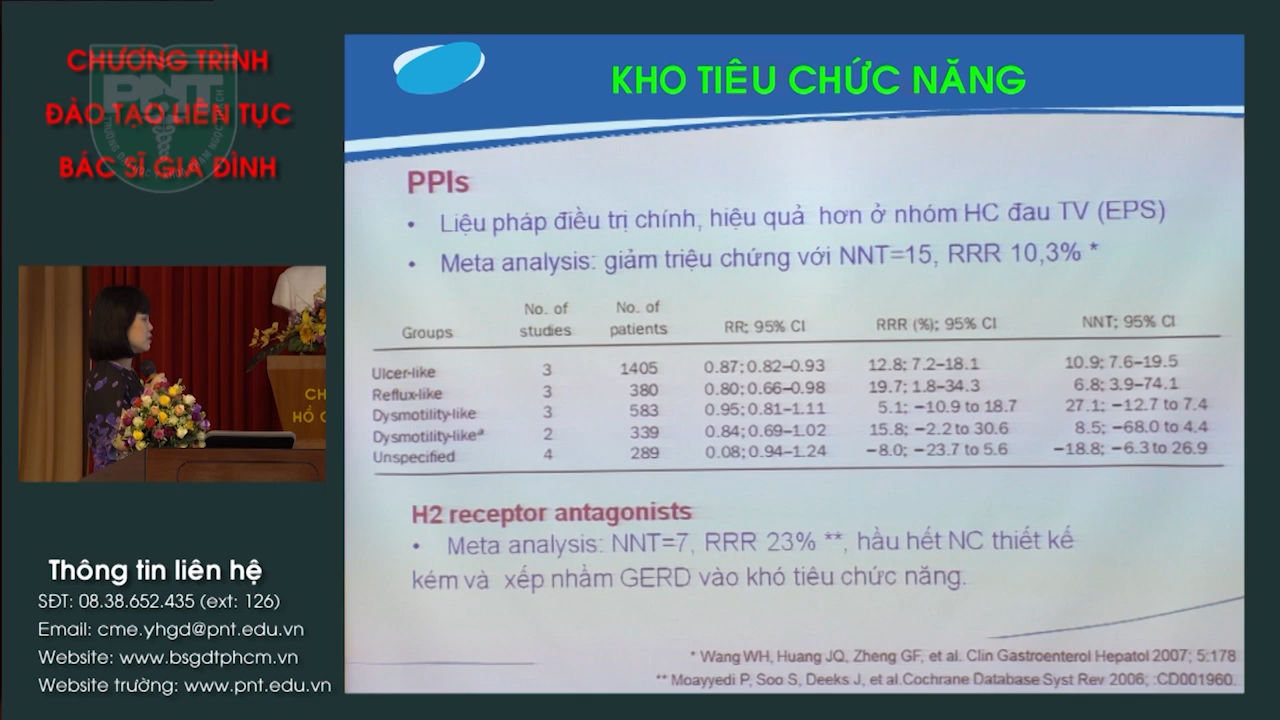 CHƯƠNG TRÌNH
ĐÀO TẠO LIÊN TỤC
BÁC SĨ GIA ĐÌNH
PNT
KHO TIÊU CHỨC NĂNG
PPIs
• Liệu pháp điều trị chính, hiệu quả hơn ở nhóm HC đau TV (EPS)
• Meta analysis: giảm triệu chứng với NNT=15, RRR 10,3% *
Groups No. of studies No. of patients RR; 95% CI RRR (%); 95% CI NNT; 95% CI
Ulcer-like 3 1405 0.87; 0.82–0.93 12.8; 7.2–18.1 10.9; 7.6–19.5
Reflux-like 3 380 0.80; 0.66–0.98 19.7; 1.8–34.3 6.8; 3.9–74.1
Dysmotility-like 3 583 0.95; 0.81–1.11 5.1; −10.9 to 18.7 27.1; −12.7 to 7.4
Dysmotility-likeª 2 339 0.84; 0.69–1.02 15.8; −2.2 to 30.6 8.5; −68.0 to 4.4
Unspecified 4 289 0.08; 0.94–1.24 −8.0; −23.7 to 5.6 −18.8; −6.3 to 26.9
H2 receptor antagonists
• Meta analysis: NNT=7, RRR 23% **, hầu hết NC thiết kế
kém và xếp nhầm GERD vào khó tiêu chức năng.
* Wang WH, Huang JQ, Zheng GF, et al. Clin Gastroenterol Hepatol 2007; 5:178
** Moayyedi P, Soo S, Deeks J, et al.Cochrane Database Syst Rev 2006; :CD001960.
CH
HỒ C
Thông tin liên hệ
SĐT: 08.38.652.435 (ext: 126)
Email: cme.yhgd@pnt.edu.vn
Website: www.bsgdtphcm.vn
Website trường: www.pnt.edu.vn